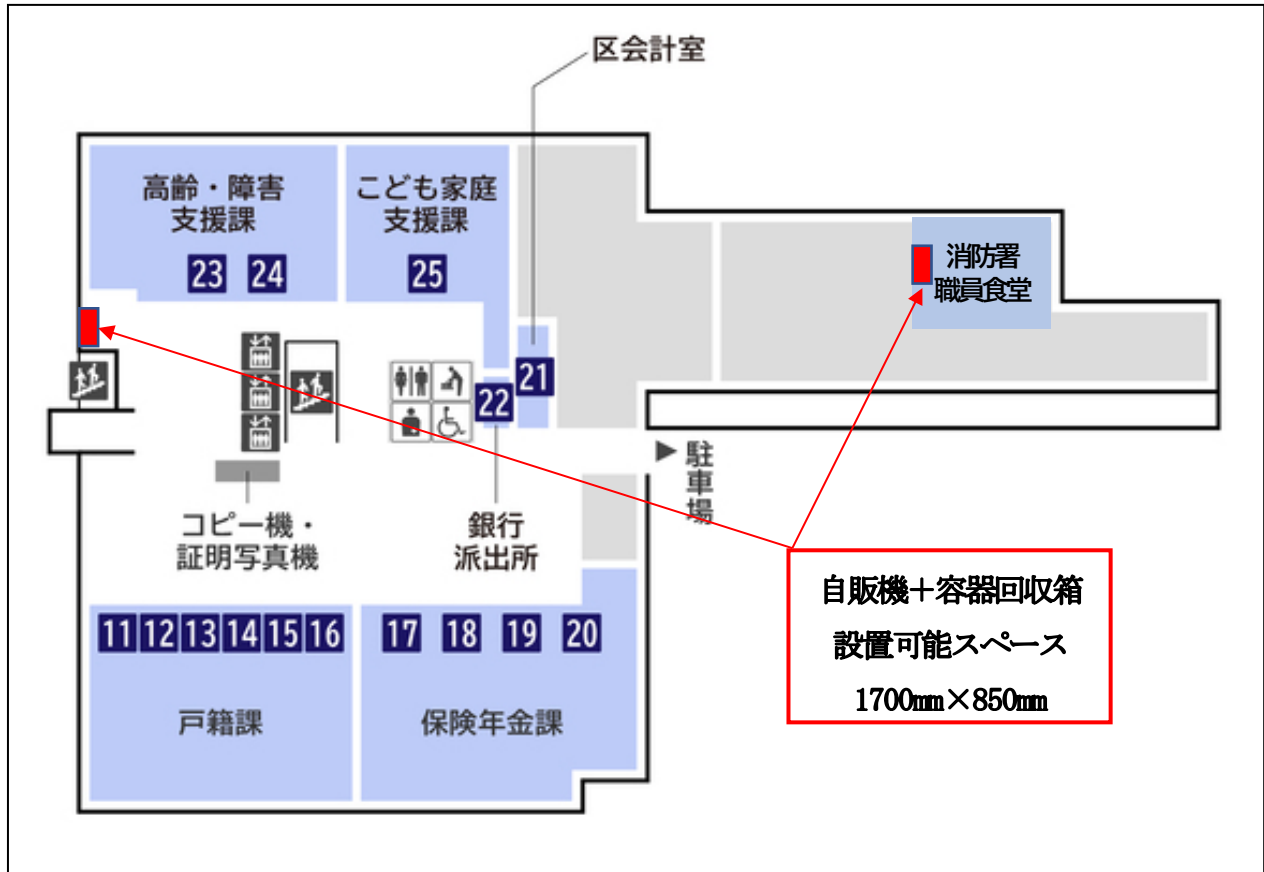 区会計室
高齢・障害
支援課
23 24
こども家庭
支援課
25
消防署
職員食堂
21
22
▶駐車場
コピー機・
証明写真機
銀行
派出所
自販機＋容器回収箱
設置可能スペース
1700㎜×850㎜
11 12 13 14 15 16
戸籍課
17 18 19 20
保険年金課